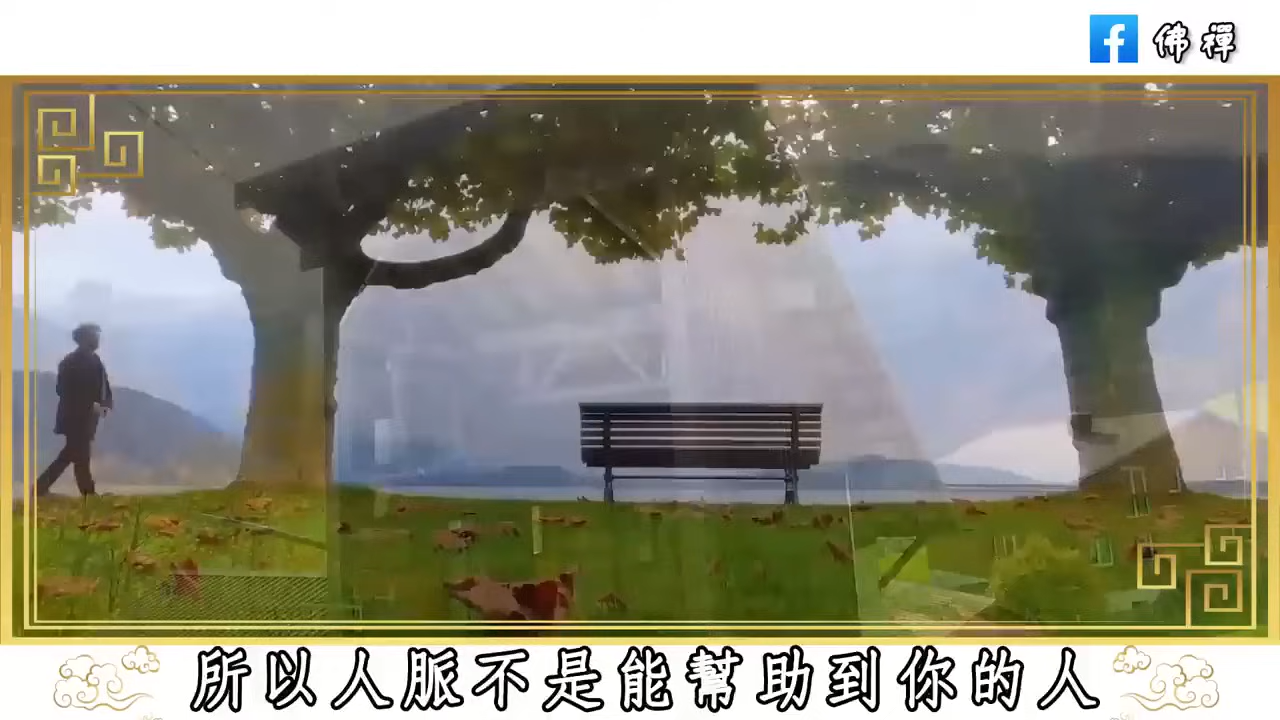 佛禪
所以人脈不是能幫助到你的人